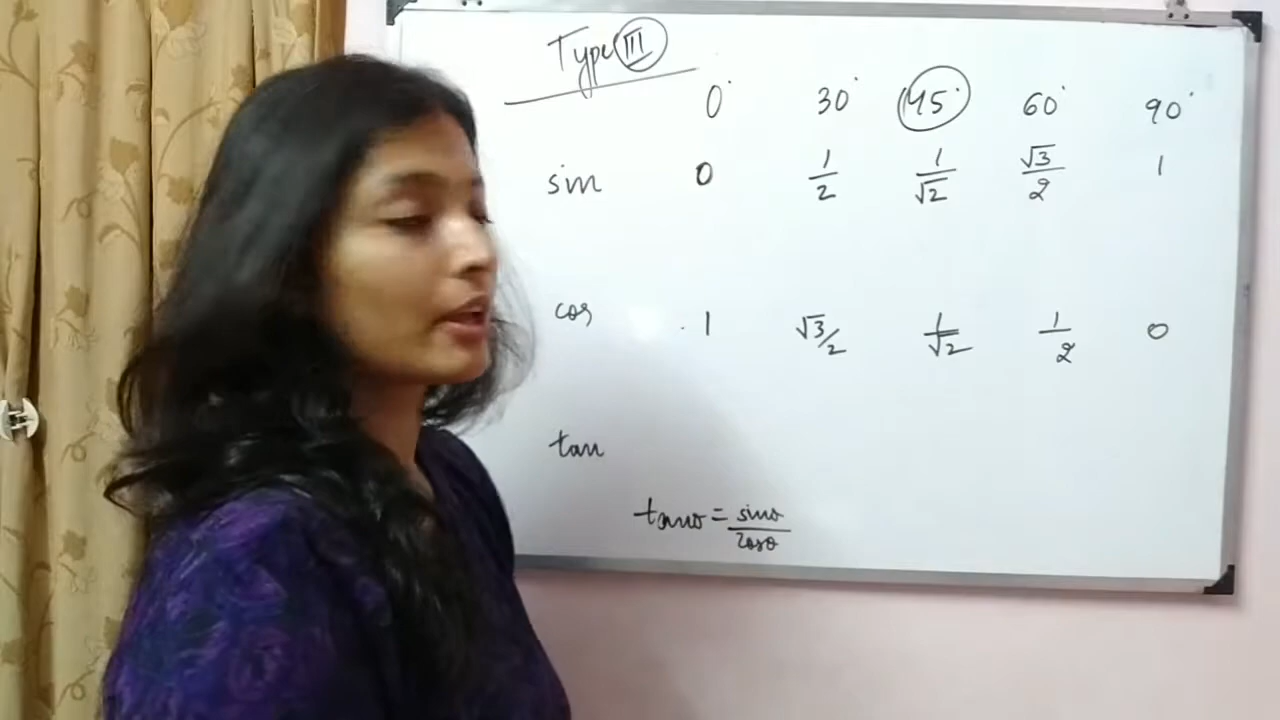 Type III
0° 30° 45° 60° 90°
sin 0 1/2 1/√2 √3/2 1
cos 1 √3/2 1/√2 1/2 0
tan
tanθ = sinθ/cosθ